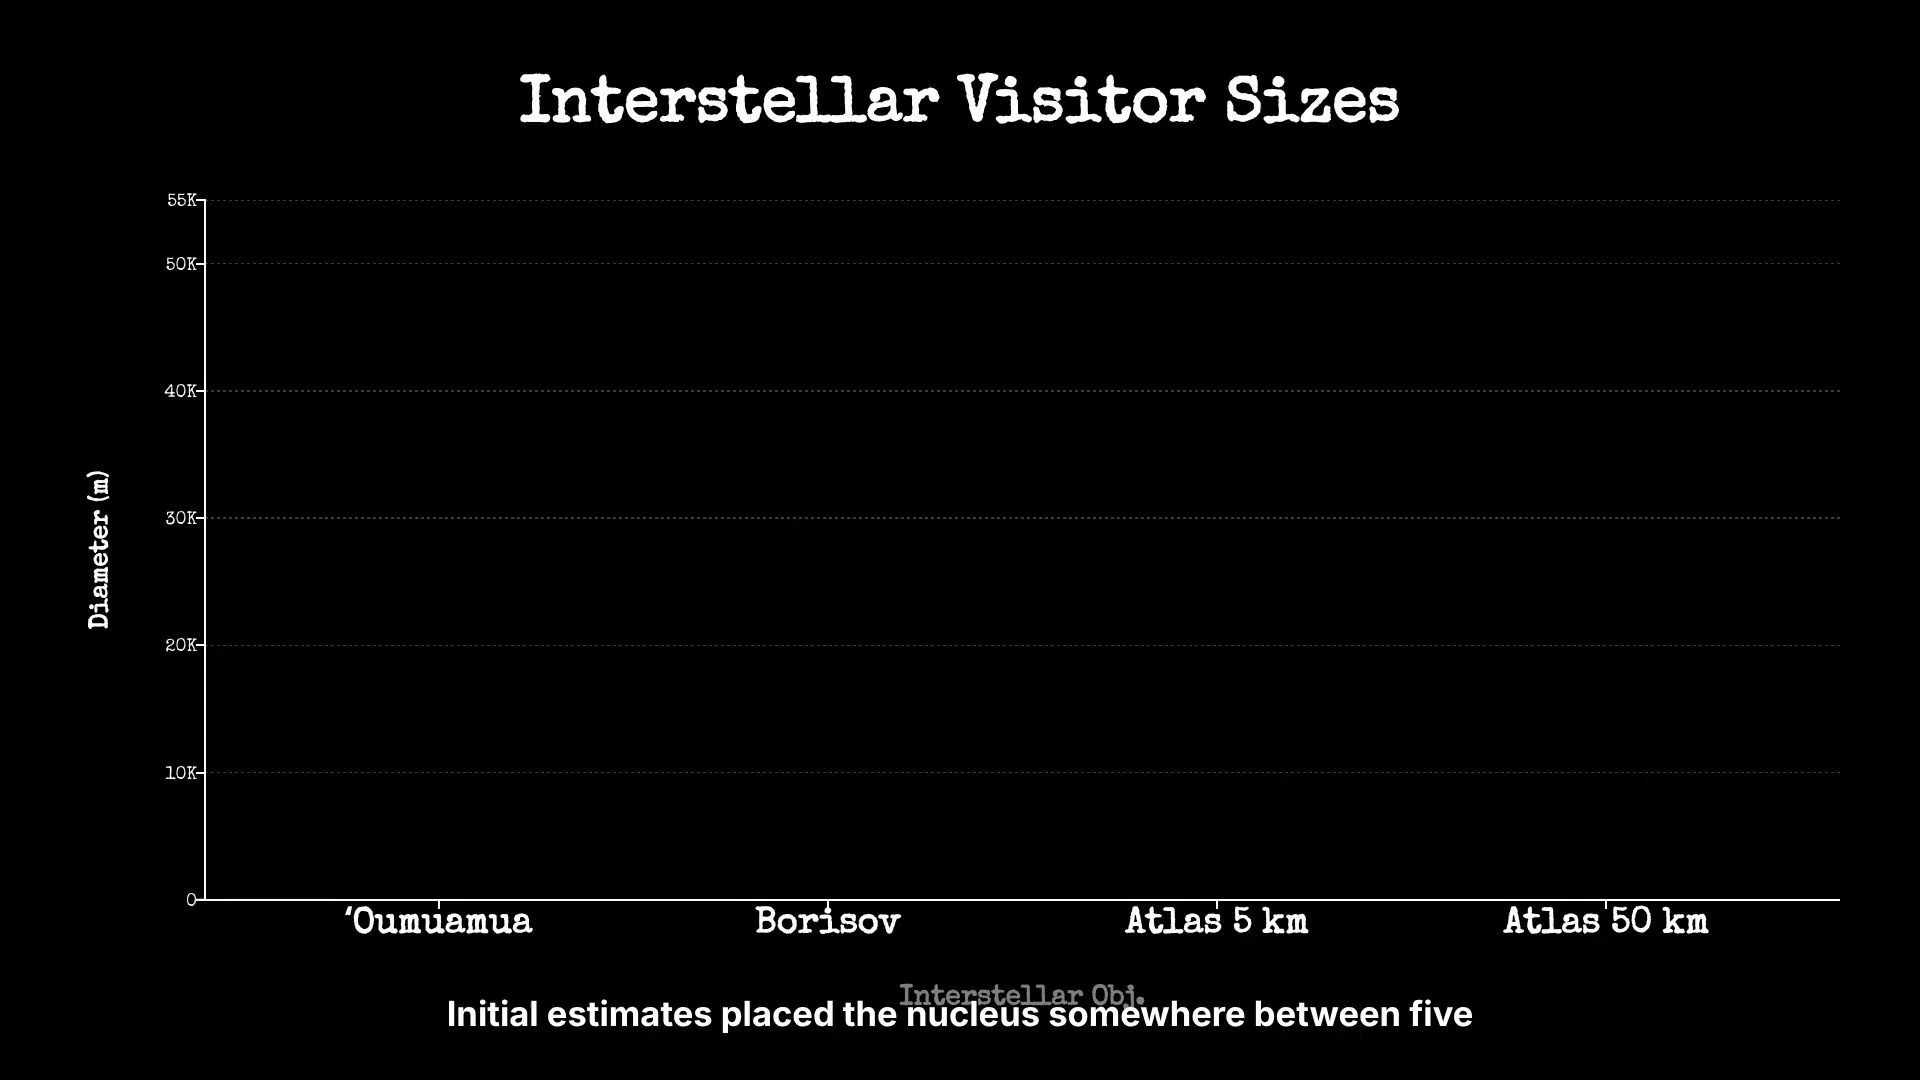 Interstellar Visitor Sizes
55K
50K
40K
30K
20K
10K
0
Diameter (m)
‘Oumuamua
Borisov
Atlas 5 km
Atlas 50 km
Interstellar Obj.
Initial estimates placed the nucleus somewhere between five